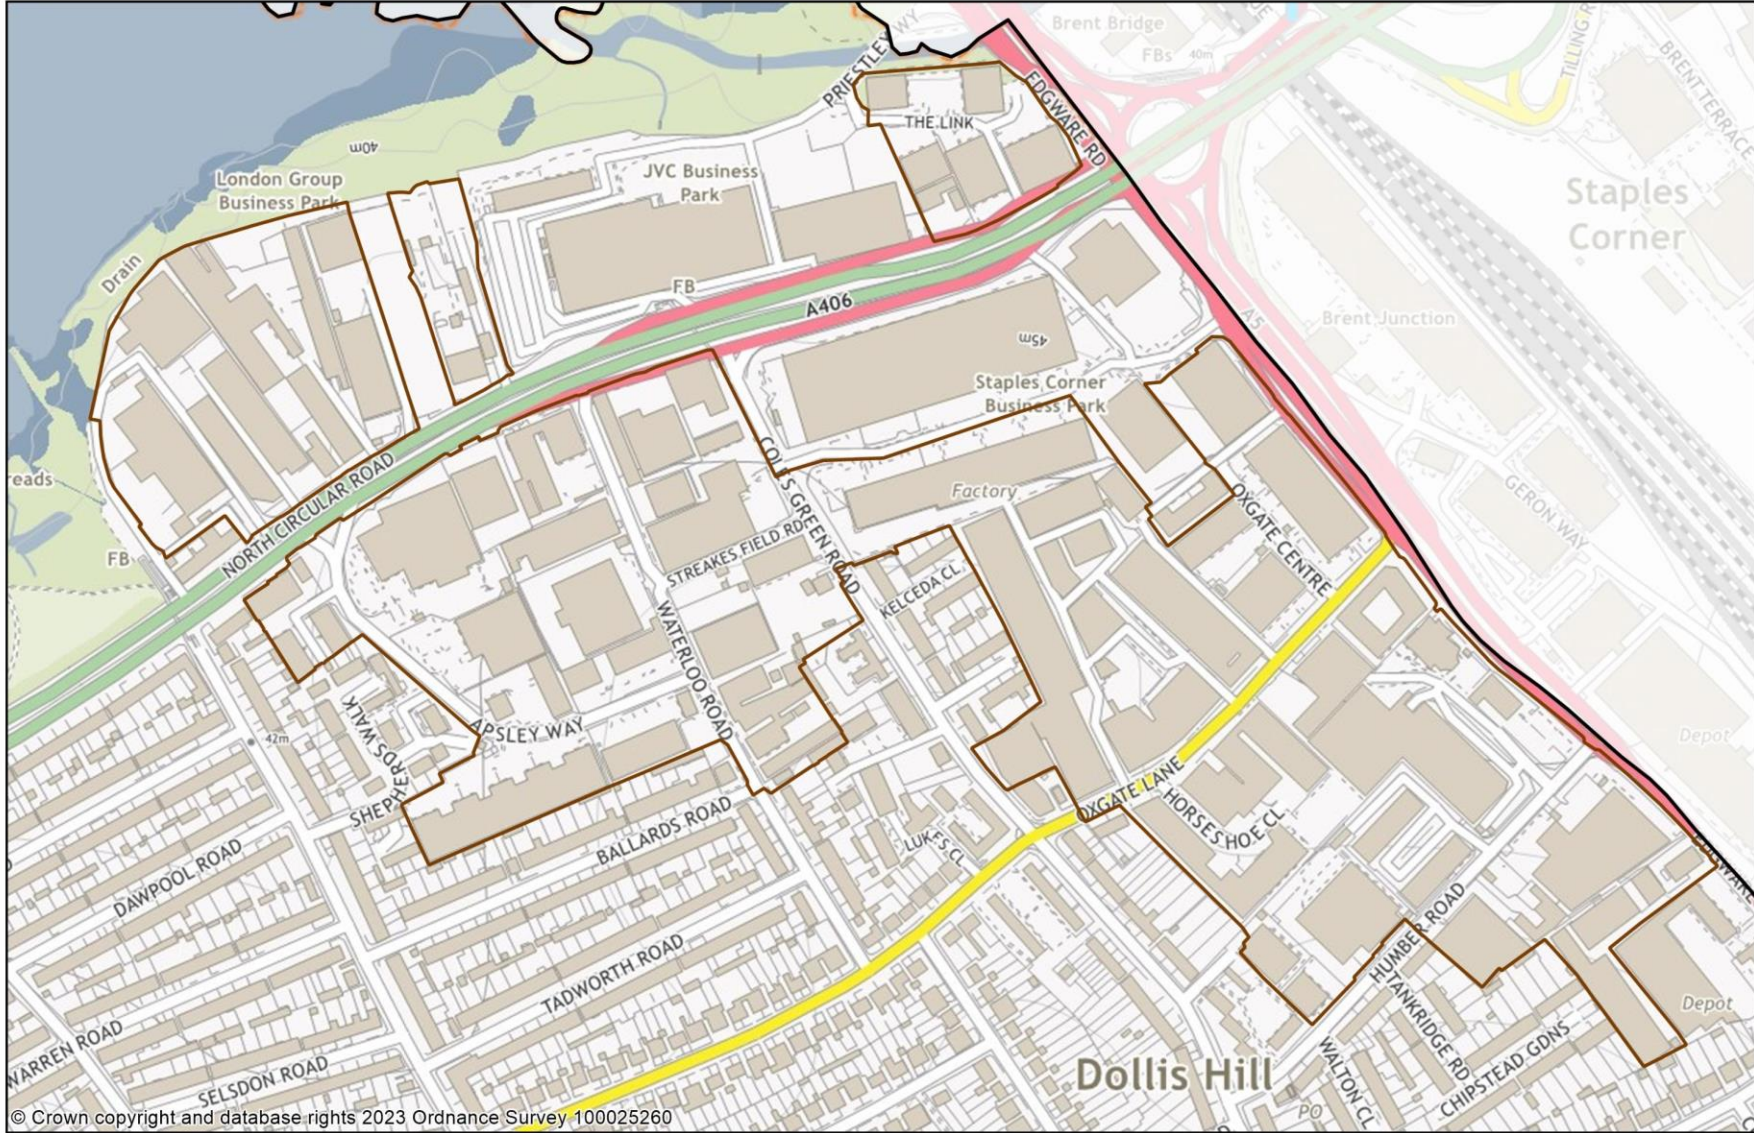 Brent Bridge
FBs
40m
PRIESTLEY WY
TILLING R
BRENT TERRACE
EDGWARE RD
THE LINK
40m
London Group
Business Park
JVC Business
Park
Staples
Corner
Drain
FB
A406
A5
Brent Junction
45m
Staples Corner
Business Park
COLES GREEN ROAD
reads
NORTH CIRCULAR ROAD
Factory
OXGATE CENTRE
GERON WAY
FB
STREAKES FIELD RD
KELCEDA CL
WATERLOO ROAD
SHEPHERDS WALK
42m
APSLEY WAY
Depot
OXGATE LANE
HORSESHOE CL
BALLARDS ROAD
LUKES CL
DAWPOOL ROAD
HUMBER ROAD
TADWORTH ROAD
TANKRIDGE RD
Depot
WARREN ROAD
SELSDON ROAD
Dollis Hill
WALTON CL
CHIPSTEAD GDNS
PO
© Crown copyright and database rights 2023 Ordnance Survey 100025260